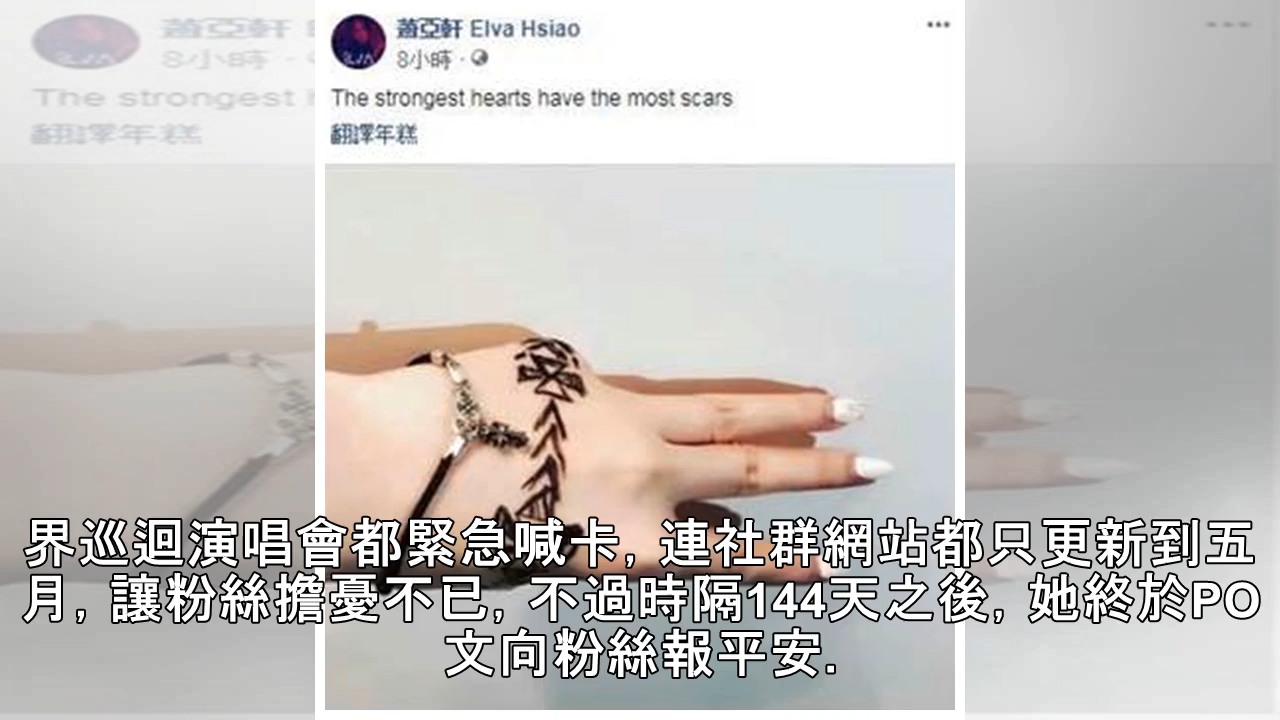 蕭亞軒 Elva Hsiao
8小時
The strongest hearts have the most scars
翻譯年糕
界巡迴演唱會都緊急喊卡, 連社群網站都只更新到五
月, 讓粉絲擔憂不已, 不過時隔144天之後, 她終於PO
文向粉絲報平安.